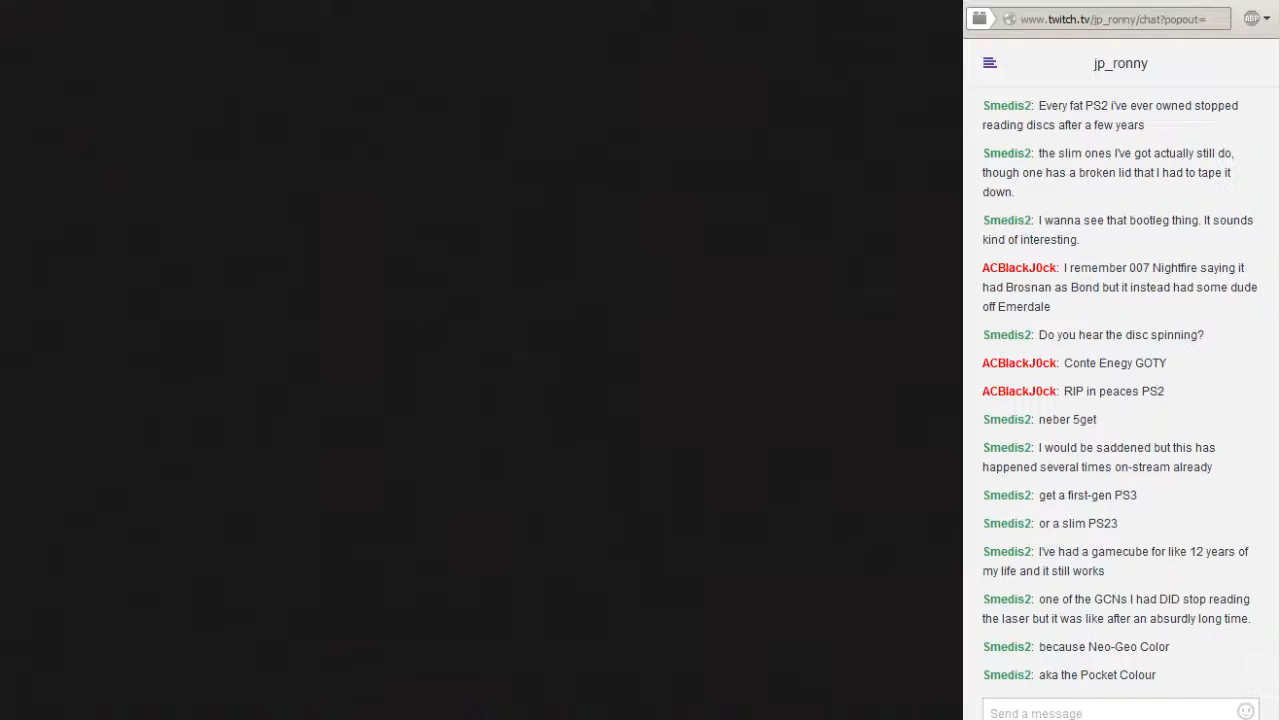 www.twitch.tv/jp_ronny/chat?popout=
ABP
jp_ronny
Smedis2: Every fat PS2 i've ever owned stopped
reading discs after a few years
Smedis2: the slim ones I've got actually still do,
though one has a broken lid that I had to tape it
down.
Smedis2: I wanna see that bootleg thing. It sounds
kind of interesting.
ACBlackJ0ck: I remember 007 Nightfire saying it
had Brosnan as Bond but it instead had some dude
off Emerdale
Smedis2: Do you hear the disc spinning?
ACBlackJ0ck: Conte Enegy GOTY
ACBlackJ0ck: RIP in peaces PS2
Smedis2: neber 5get
Smedis2: I would be saddened but this has
happened several times on-stream already
Smedis2: get a first-gen PS3
Smedis2: or a slim PS23
Smedis2: I've had a gamecube for like 12 years of
my life and it still works
Smedis2: one of the GCNs I had DID stop reading
the laser but it was like after an absurdly long time.
Smedis2: because Neo-Geo Color
Smedis2: aka the Pocket Colour
Send a message